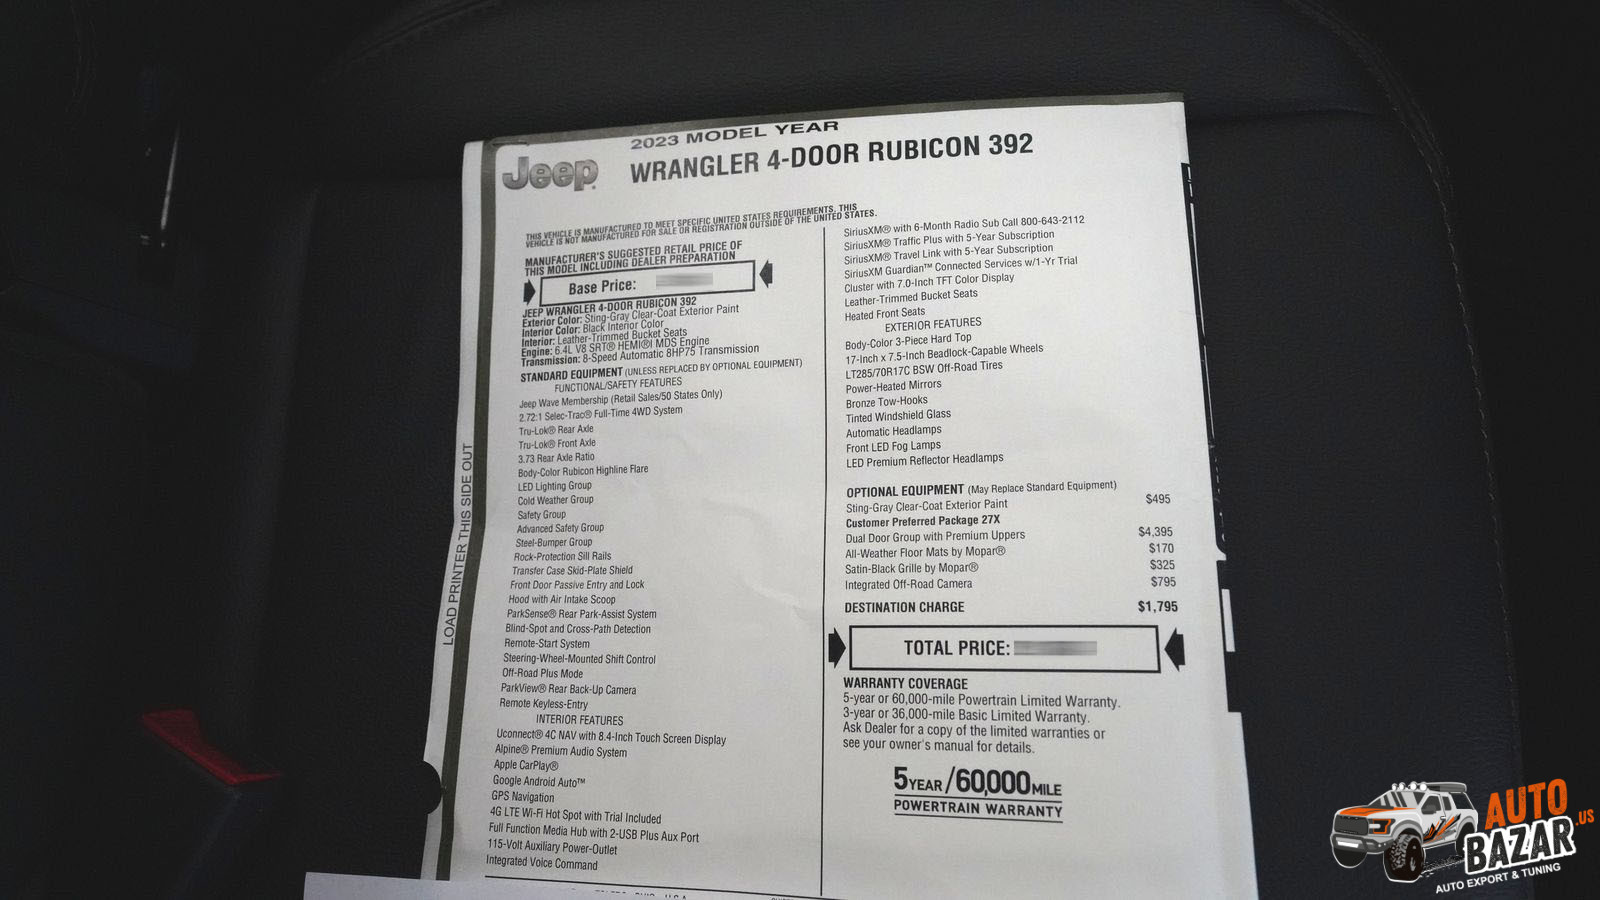 2023 MODEL YEAR
Jeep
WRANGLER 4-DOOR RUBICON 392
THIS VEHICLE IS MANUFACTURED TO MEET SPECIFIC UNITED STATES REQUIREMENTS. THIS
VEHICLE IS NOT MANUFACTURED FOR SALE OR REGISTRATION OUTSIDE OF THE UNITED STATES.
MANUFACTURER'S SUGGESTED RETAIL PRICE OF
THIS MODEL INCLUDING DEALER PREPARATION
Base Price:
JEEP WRANGLER 4-DOOR RUBICON 392
Exterior Color: Sting-Gray Clear-Coat Exterior Paint
Interior Color: Black Interior Color
Interior: Leather-Trimmed Bucket Seats
Engine: 6.4L V8 SRT® HEMI®I MDS Engine
Transmission: 8-Speed Automatic 8HP75 Transmission
STANDARD EQUIPMENT (UNLESS REPLACED BY OPTIONAL EQUIPMENT)
FUNCTIONAL/SAFETY FEATURES
Jeep Wave Membership (Retail Sales/50 States Only)
2.72:1 Selec-Trac® Full-Time 4WD System
Tru-Lok® Rear Axle
Tru-Lok® Front Axle
3.73 Rear Axle Ratio
Body-Color Rubicon Highline Flare
LED Lighting Group
Cold Weather Group
Safety Group
Advanced Safety Group
Steel-Bumper Group
Rock-Protection Sill Rails
Transfer Case Skid-Plate Shield
Front Door Passive Entry and Lock
Hood with Air Intake Scoop
ParkSense® Rear Park-Assist System
Blind-Spot and Cross-Path Detection
Remote-Start System
Steering-Wheel-Mounted Shift Control
Off-Road Plus Mode
ParkView® Rear Back-Up Camera
Remote Keyless-Entry
INTERIOR FEATURES
Uconnect® 4C NAV with 8.4-Inch Touch Screen Display
Alpine® Premium Audio System
Apple CarPlay®
Google Android Auto™
GPS Navigation
4G LTE Wi-Fi Hot Spot with Trial Included
Full Function Media Hub with 2-USB Plus Aux Port
115-Volt Auxiliary Power-Outlet
Integrated Voice Command
SiriusXM® with 6-Month Radio Sub Call 800-643-2112
SiriusXM® Traffic Plus with 5-Year Subscription
SiriusXM® Travel Link with 5-Year Subscription
SiriusXM Guardian™ Connected Services w/1-Yr Trial
Cluster with 7.0-Inch TFT Color Display
Leather-Trimmed Bucket Seats
Heated Front Seats
EXTERIOR FEATURES
Body-Color 3-Piece Hard Top
17-Inch x 7.5-Inch Beadlock-Capable Wheels
LT285/70R17C BSW Off-Road Tires
Power-Heated Mirrors
Bronze Tow-Hooks
Tinted Windshield Glass
Automatic Headlamps
Front LED Fog Lamps
LED Premium Reflector Headlamps
OPTIONAL EQUIPMENT (May Replace Standard Equipment)
Sting-Gray Clear-Coat Exterior Paint $495
Customer Preferred Package 27X
Dual Door Group with Premium Uppers $4,395
All-Weather Floor Mats by Mopar® $170
Satin-Black Grille by Mopar® $325
Integrated Off-Road Camera $795
DESTINATION CHARGE $1,795
TOTAL PRICE:
WARRANTY COVERAGE
5-year or 60,000-mile Powertrain Limited Warranty.
3-year or 36,000-mile Basic Limited Warranty.
Ask Dealer for a copy of the limited warranties or
see your owner's manual for details.
5 YEAR/60,000 MILE
POWERTRAIN WARRANTY
LOAD PRINTER THIS SIDE OUT
AUTO
BAZAR.US
AUTO EXPORT & TUNING